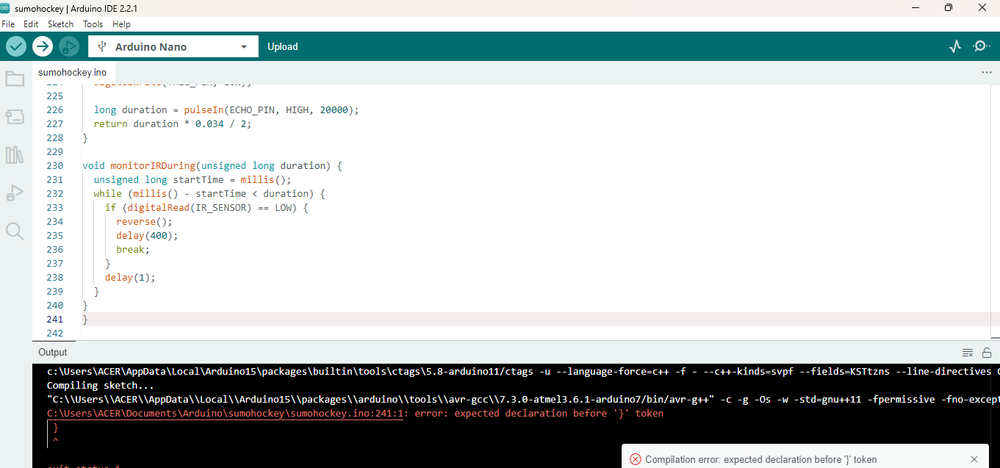 sumohockey | Arduino IDE 2.2.1
File Edit Sketch Tools Help
Arduino Nano Upload
sumohockey.ino
225
226 long duration = pulseIn(ECHO_PIN, HIGH, 20000);
227 return duration * 0.034 / 2;
228 }
229
230 void monitorIRDuring(unsigned long duration) {
231 unsigned long startTime = millis();
232 while (millis() - startTime < duration) {
233 if (digitalRead(IR_SENSOR) == LOW) {
234 reverse();
235 delay(400);
236 break;
237 }
238 delay(1);
239 }
240 }
241 }
242
Output
c:\Users\ACER\AppData\Local\Arduino15\packages\builtin\tools\ctags\5.8-arduino11/ctags -u --language-force=c++ -f - --c++-kinds=svpf --fields=KSTtzns --line-directives
Compiling sketch...
"C:\\Users\\ACER\\AppData\\Local\\Arduino15\\packages\\arduino\\tools\\avr-gcc\\7.3.0-atmel3.6.1-arduino7/bin/avr-g++" -c -g -Os -w -std=gnu++11 -fpermissive -fno-except
C:\Users\ACER\Documents\Arduino\sumohockey\sumohockey.ino:241:1: error: expected declaration before '}' token
}
^
Compilation error: expected declaration before '}' token